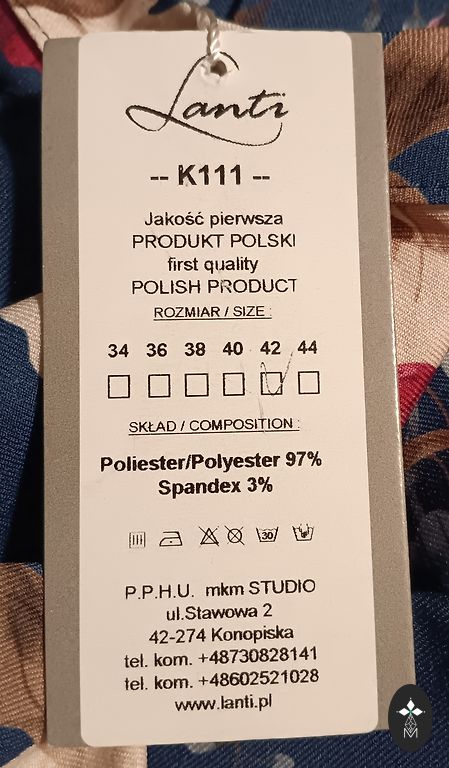 Lanti
-- K111 --
Jakość pierwsza
PRODUKT POLSKI
first quality
POLISH PRODUCT
ROZMIAR / SIZE :
34 36 38 40 42 44
SKŁAD / COMPOSITION :
Poliester/Polyester 97%
Spandex 3%
30
P.P.H.U. mkm STUDIO
ul.Stawowa 2
42-274 Konopiska
tel. kom. +48730828141
tel. kom. +48602521028
www.lanti.pl
M